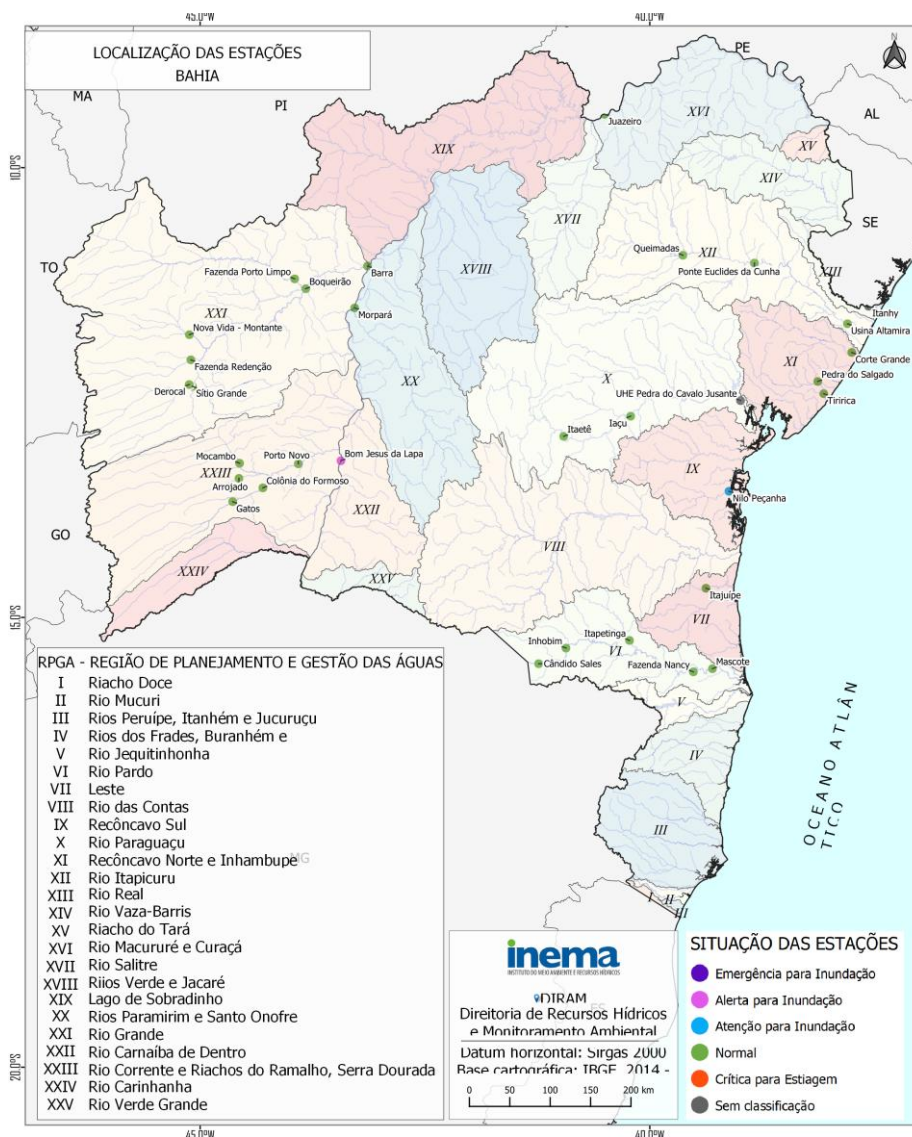 45.0°W
40.0°W
LOCALIZAÇÃO DAS ESTAÇÕES
BAHIA
N
PE
MA
PI
AL
XVI
Juazeiro
XIX
XV
10.0°S
XIV
XVII
SE
Queimadas
XII
TO
Barra
XVIII
Ponte Euclides da Cunha
XIII
Fazenda Porto Limpo
Boqueirão
Itanhy
XXI
Morpará
Usina Altamira
Nova Vida - Montante
Corte Grande
XI
Fazenda Redenção
XX
X
Pedra do Salgado
Derocal
Sítio Grande
UHE Pedra do Cavalo Jusante
Tiririca
Iaçu
Itaetê
Mocambo
Porto Novo
Bom Jesus da Lapa
IX
XXIII
Arrojado
Colônia do Formoso
Nilo Peçanha
Gatos
XXII
GO
VIII
XXIV
XXV
Itajuípe
15.0°S
VII
Itapetinga
Inhobim
VI
Cândido Sales
Fazenda Nancy
Mascote
V
IV
III
I
II
III
OCEANO ATLÂN
TICO
RPGA - REGIÃO DE PLANEJAMENTO E GESTÃO DAS ÁGUAS
I Riacho Doce
II Rio Mucuri
III Rios Peruípe, Itanhém e Jucuruçu
IV Rios dos Frades, Buranhém e
V Rio Jequitinhonha
VI Rio Pardo
VII Leste
VIII Rio das Contas
IX Recôncavo Sul
X Rio Paraguaçu
XI Recôncavo Norte e Inhambupe
MG
XII Rio Itapicuru
XIII Rio Real
XIV Rio Vaza-Barris
XV Riacho do Tará
XVI Rio Macururé e Curaçá
XVII Rio Salitre
XVIII Riios Verde e Jacaré
XIX Lago de Sobradinho
XX Rios Paramirim e Santo Onofre
XXI Rio Grande
XXII Rio Carnaíba de Dentro
XXIII Rio Corrente e Riachos do Ramalho, Serra Dourada
XXIV Rio Carinhanha
XXV Rio Verde Grande
inema
INSTITUTO DO MEIO AMBIENTE E RECURSOS HÍDRICOS
DIRAM
ES
Direitoria de Recursos Hídricos
e Monitoramento Ambiental
Datum horizontal: Sirgas 2000
Base cartográfica: IBGE, 2014 -
0 50 100 150 200 km
SITUAÇÃO DAS ESTAÇÕES
Emergência para Inundação
Alerta para Inundação
Atenção para Inundação
Normal
Crítica para Estiagem
Sem classificação
20.0°S
45.0°W
40.0°W